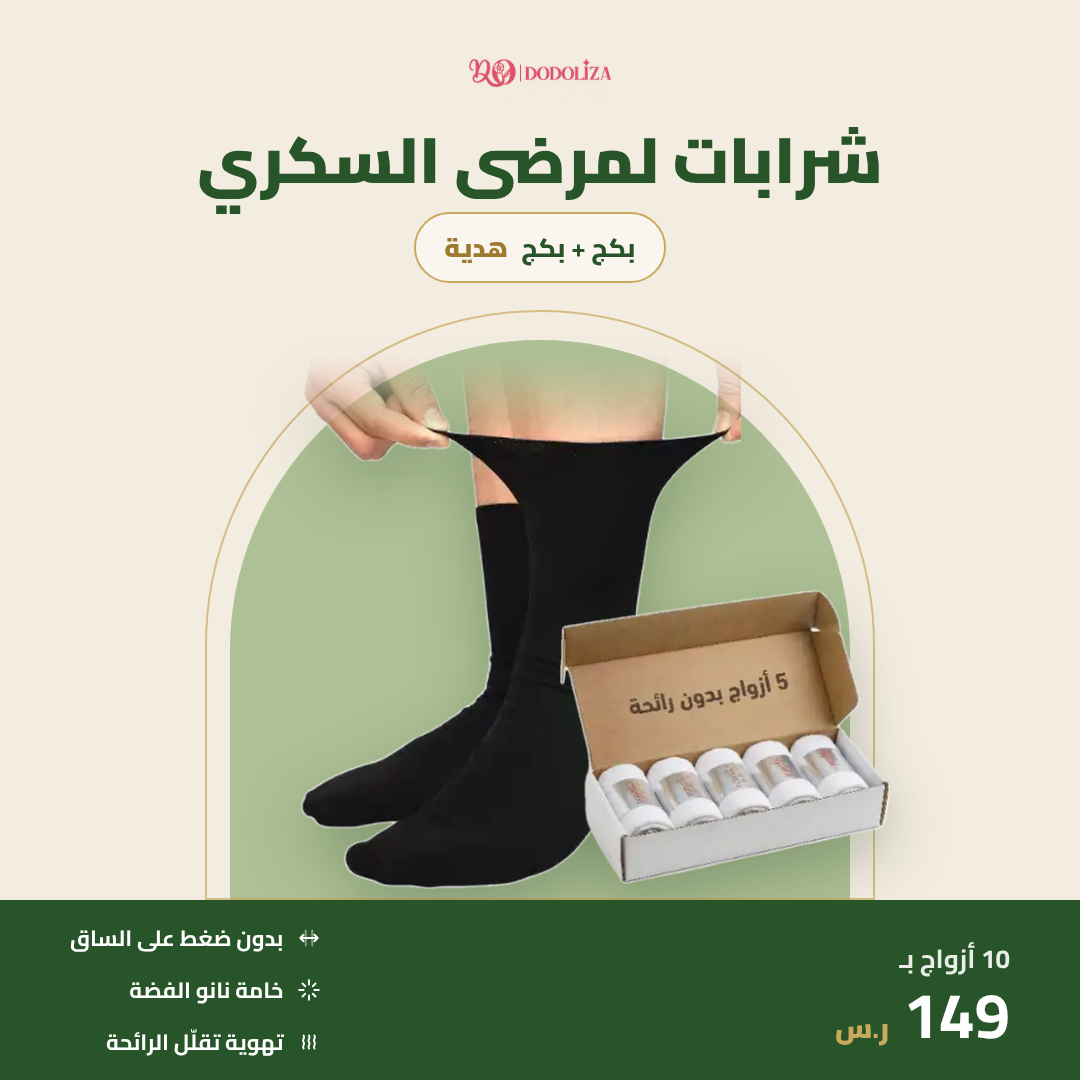 DODOLIZA
شرابات لمرضى السكري
بكج + بكج هدية
5 أزواج بدون رائحة
10 أزواج بـ
149 ر.س
بدون ضغط على الساق
خامة نانو الفضة
تهوية تقلّل الرائحة